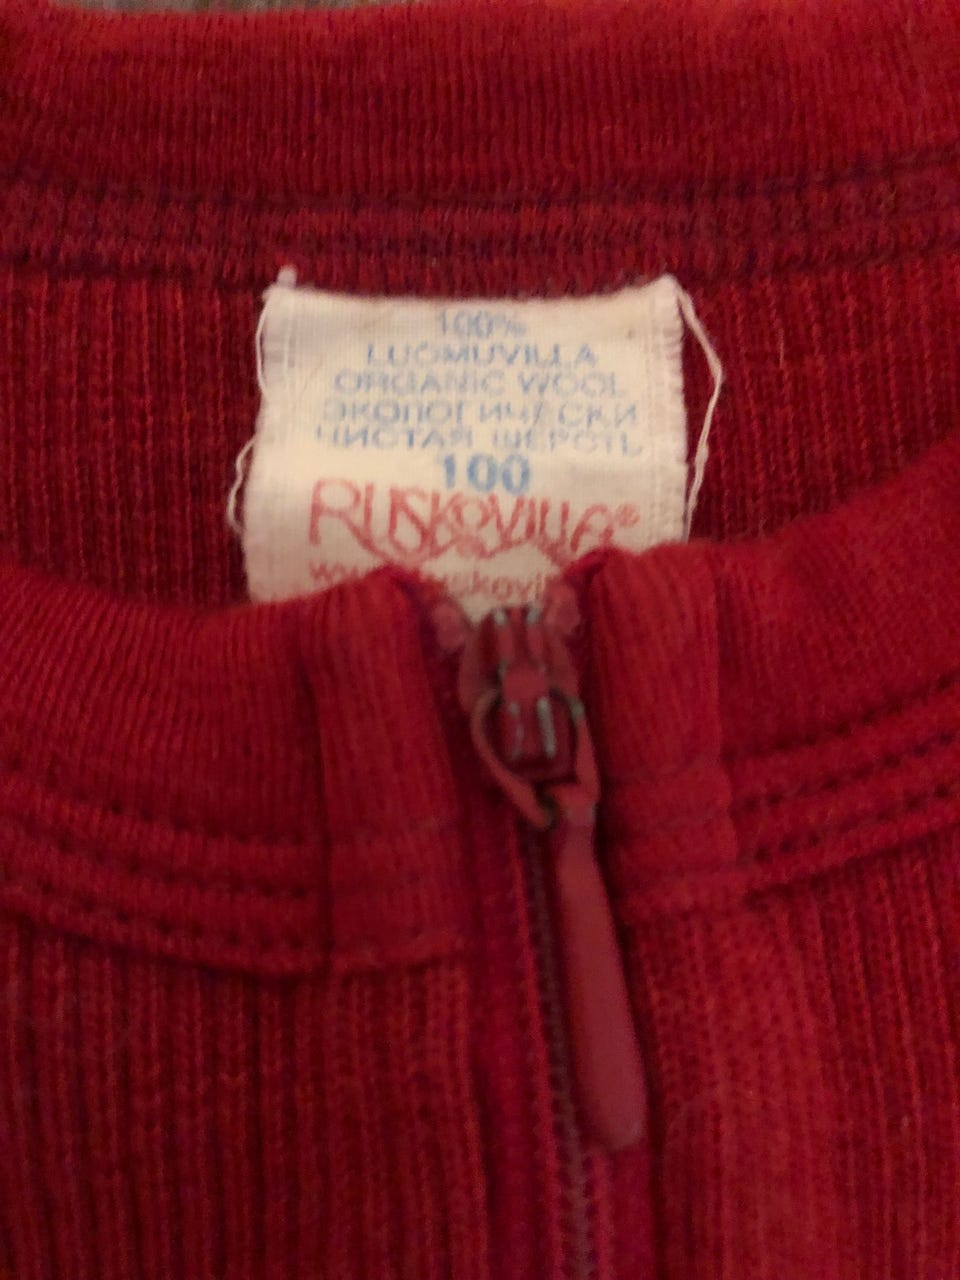 100%
LUOMUVILLA
ORGANIC WOOL
ЭКОЛОГИЧЕСКИ
ЧИСТАЯ ШЕРСТЬ
100
RUSKOVILLA®